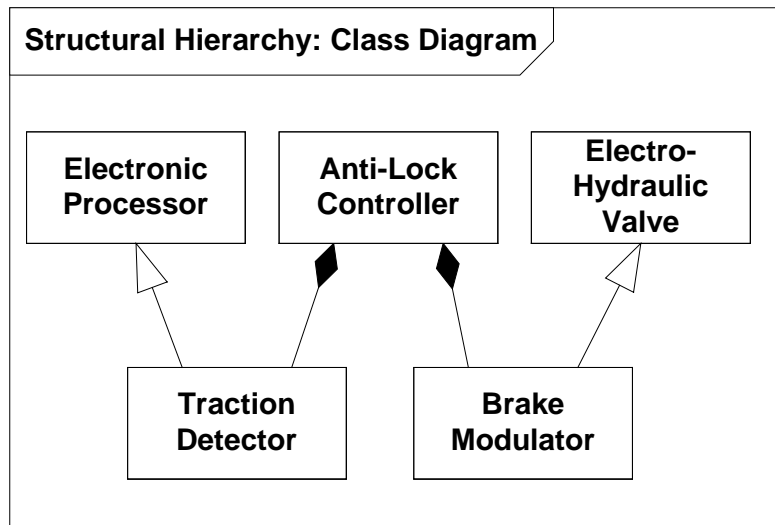 Structural Hierarchy: Class Diagram
Electronic
Processor
Anti-Lock
Controller
Electro-
Hydraulic
Valve
Traction
Detector
Brake
Modulator